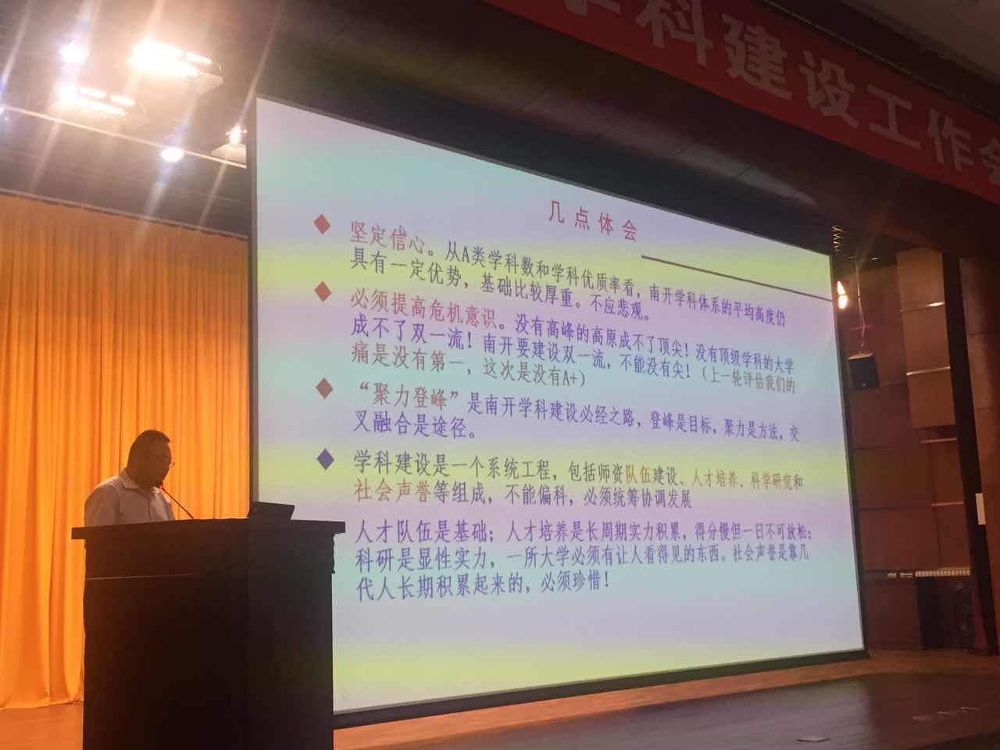 学科建设工作会
几点体会
坚定信心。从A类学科数和学科优质率看，南开学科体系的平均高度仍
具有一定优势，基础比较厚重。不应悲观。
必须提高危机意识。没有高峰的高原成不了顶尖！没有顶级学科的大学
成不了双一流！南开要建设双一流，不能没有尖！（上一轮评估我们的
痛是没有第一，这次是没有A+）
“聚力登峰”是南开学科建设必经之路，登峰是目标，聚力是方法，交
叉融合是途径。
学科建设是一个系统工程，包括师资队伍建设、人才培养、科学研究和
社会声誉等组成，不能偏科，必须统筹协调发展
人才队伍是基础；人才培养是长周期实力积累，得分慢但一日不可放松；
科研是显性实力，一所大学必须有让人看得见的东西。社会声誉是靠几
代人长期积累起来的，必须珍惜！